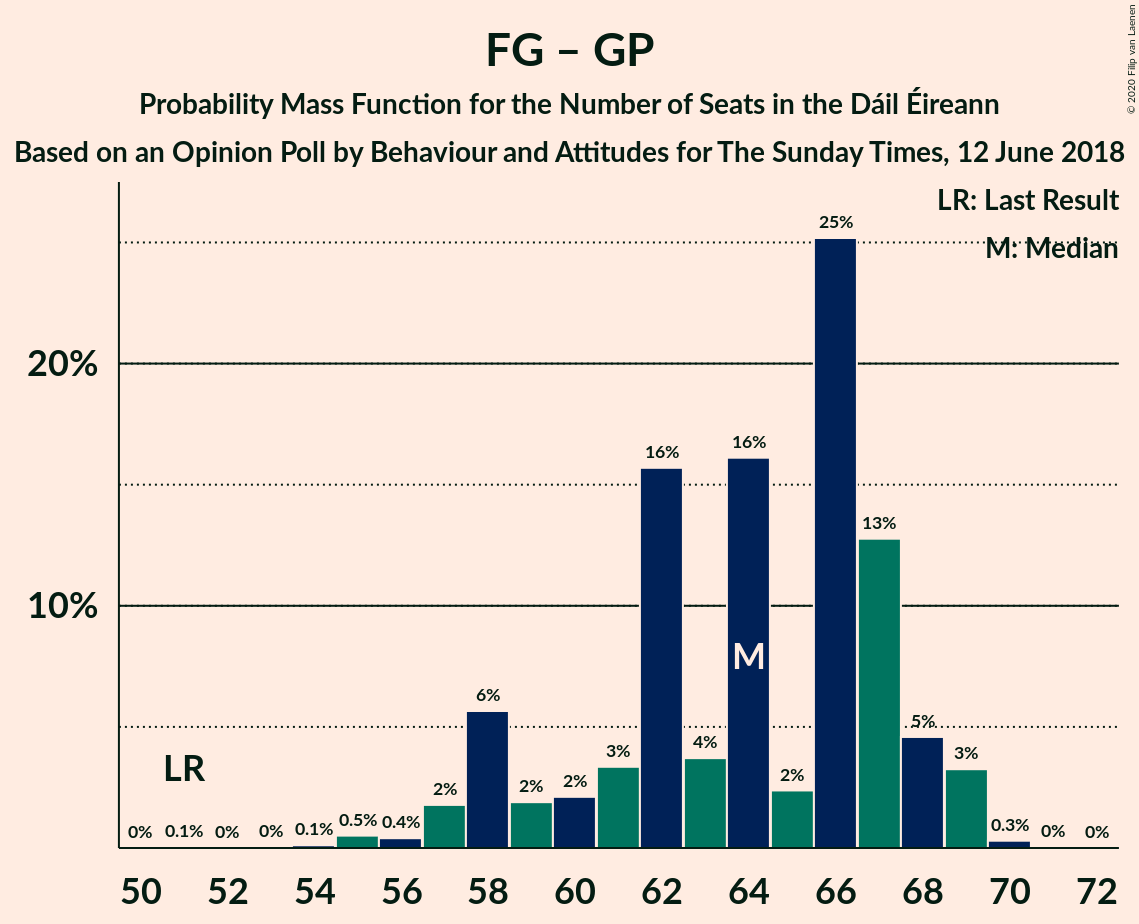 FG – GP
Probability Mass Function for the Number of Seats in the Dáil Éireann
Based on an Opinion Poll by Behaviour and Attitudes for The Sunday Times, 12 June 2018
© 2020 Filip van Laenen
LR: Last Result
M: Median
25%
20%
16%
16%
13%
10%
M
6%
5%
4%
3%
3%
LR
2%
2%
2%
2%
0%
0.1%
0%
0%
0.1%
0.5%
0.4%
0.3%
0%
0%
50 52 54 56 58 60 62 64 66 68 70 72